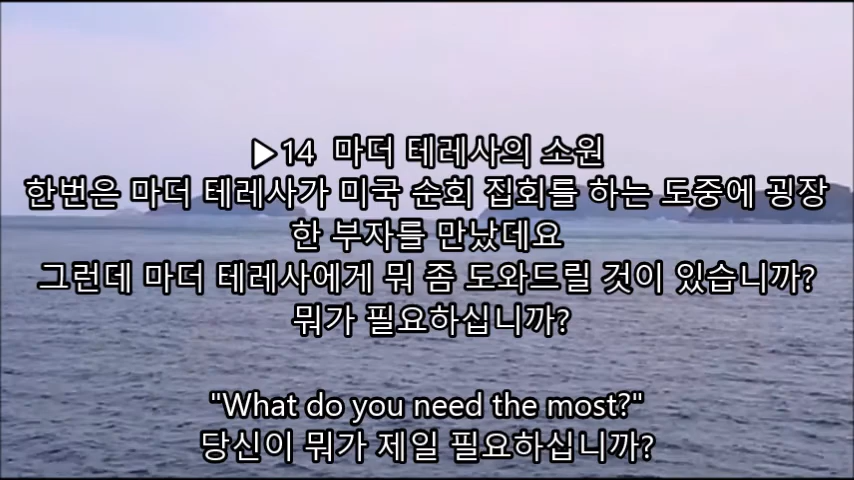 ▶14 마더 테레사의 소원
한번은 마더 테레사가 미국 순회 집회를 하는 도중에 굉장
한 부자를 만났데요
그런데 마더 테레사에게 뭐 좀 도와드릴 것이 있습니까?
뭐가 필요하십니까?
"What do you need the most?"
당신이 뭐가 제일 필요하십니까?